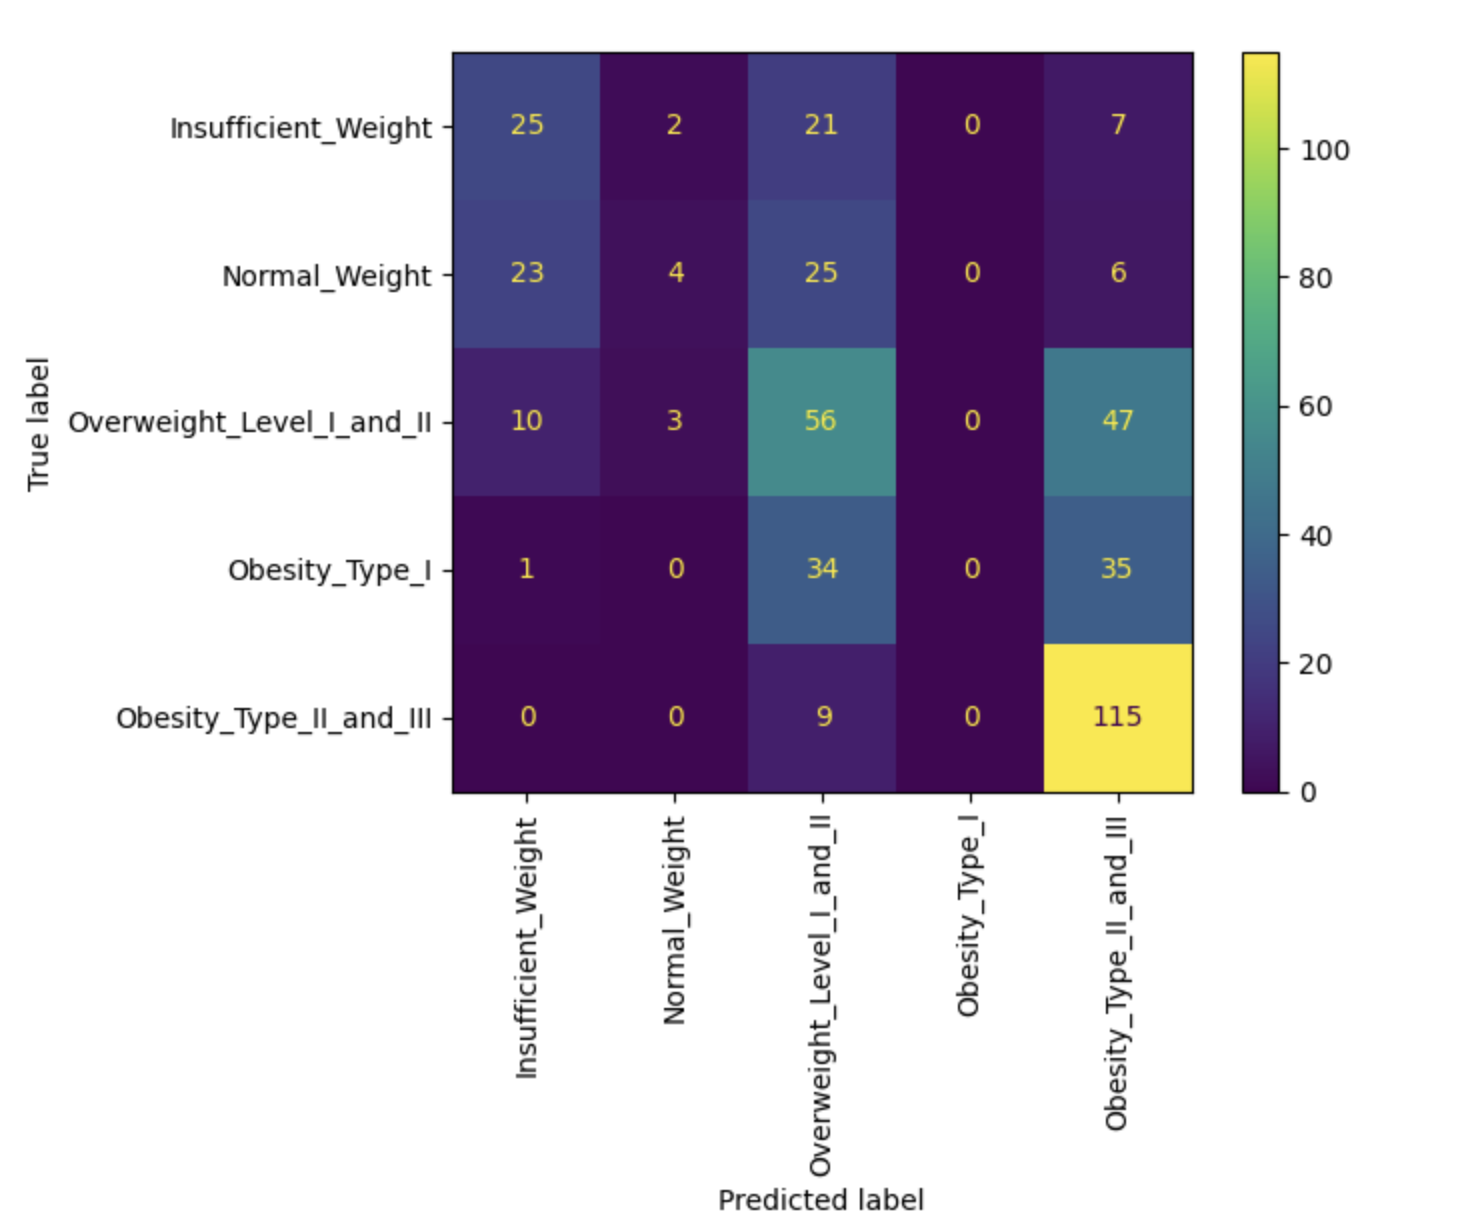 True label
Insufficient_Weight 25 2 21 0 7
Normal_Weight 23 4 25 0 6
Overweight_Level_I_and_II 10 3 56 0 47
Obesity_Type_I 1 0 34 0 35
Obesity_Type_II_and_III 0 0 9 0 115
Insufficient_Weight
Normal_Weight
Overweight_Level_I_and_II
Obesity_Type_I
Obesity_Type_II_and_III
Predicted label
100
80
60
40
20
0